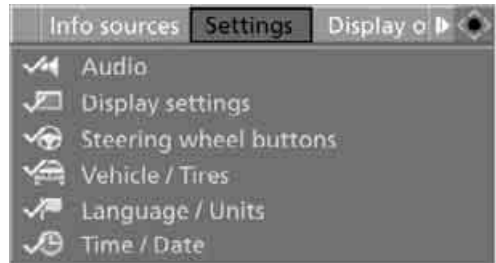 Info sources Settings Display o
Audio
Display settings
Steering wheel buttons
Vehicle / Tires
Language / Units
Time / Date